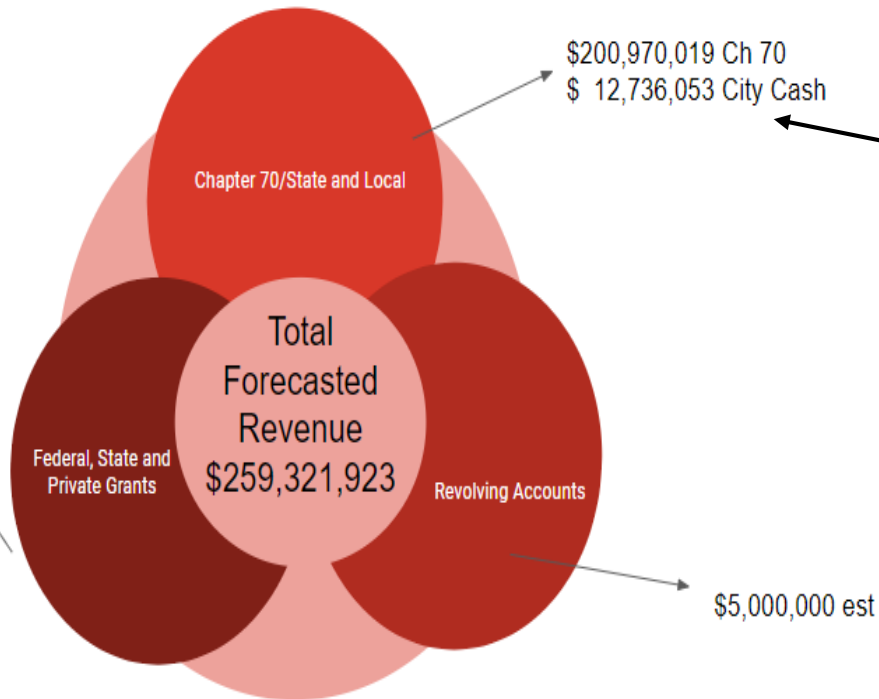 $200,970,019 Ch 70
$ 12,736,053 City Cash
Chapter 70/State and Local
Total
Forecasted
Revenue
$259,321,923
Federal, State and
Private Grants
Revolving Accounts
$5,000,000 est